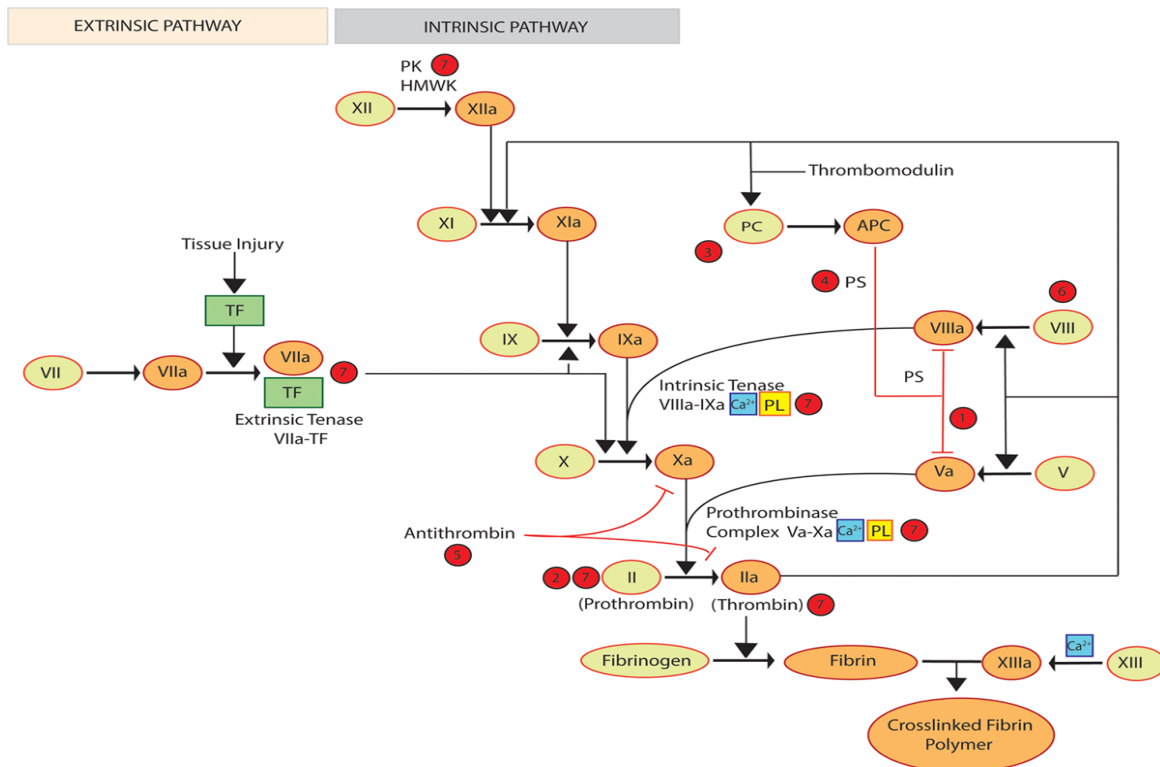 EXTRINSIC PATHWAY
INTRINSIC PATHWAY
PK 7
HMWK
XII
XIIa
Thrombomodulin
XI
XIa
PC
APC
3
Tissue Injury
4 PS
6
TF
IX
IXa
VIIIa
VIII
VII
VIIa
VIIa
TF
7
PS
Extrinsic Tenase
VIIa-TF
Intrinsic Tenase
VIIIa-IXa Ca²⁺ PL 7
1
X
Xa
Va
V
Antithrombin
5
Prothrombinase
Complex Va-Xa Ca²⁺ PL 7
2 7 II
IIa
(Prothrombin)
(Thrombin) 7
Fibrinogen
Fibrin
XIIIa
Ca²⁺
XIII
Crosslinked Fibrin
Polymer